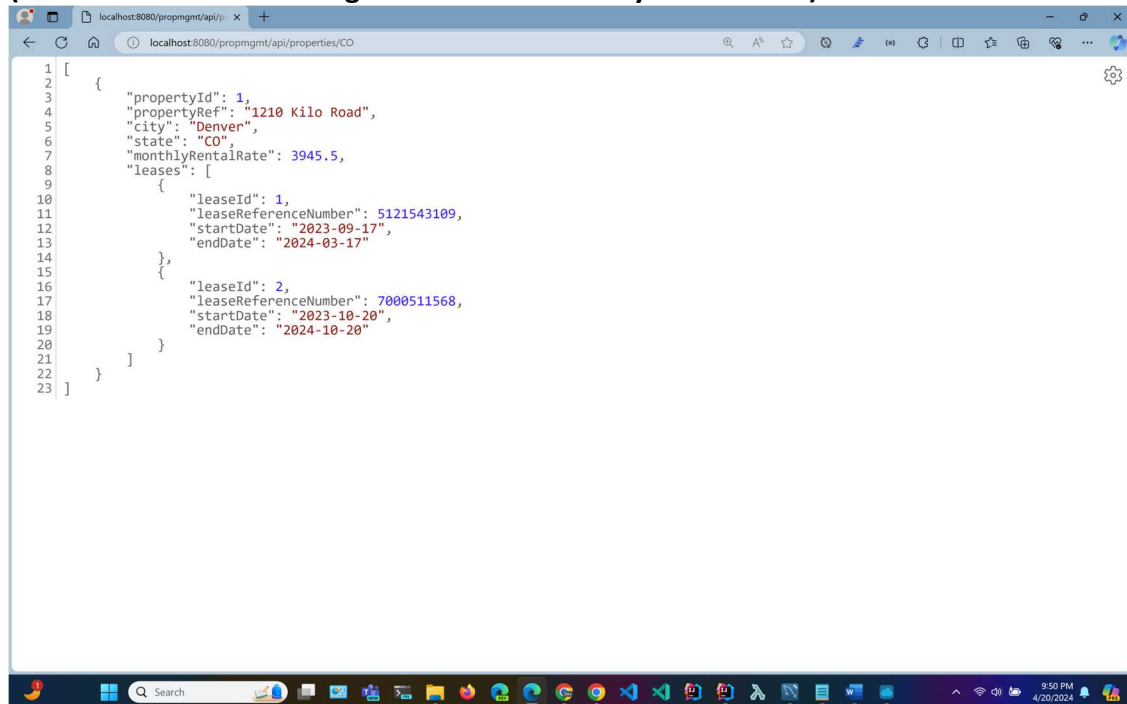 localhost:8080/propmgmt/api/pr
localhost:8080/propmgmt/api/properties/CO
1 [
2     {
3         "propertyId": 1,
4         "propertyRef": "1210 Kilo Road",
5         "city": "Denver",
6         "state": "CO",
7         "monthlyRentalRate": 3945.5,
8         "leases": [
9             {
10                 "leaseId": 1,
11                 "leaseReferenceNumber": 5121543109,
12                 "startDate": "2023-09-17",
13                 "endDate": "2024-03-17"
14             },
15             {
16                 "leaseId": 2,
17                 "leaseReferenceNumber": 7000511568,
18                 "startDate": "2023-10-20",
19                 "endDate": "2024-10-20"
20             }
21         ]
22     }
23 ]
Search
9:50 PM
4/20/2024